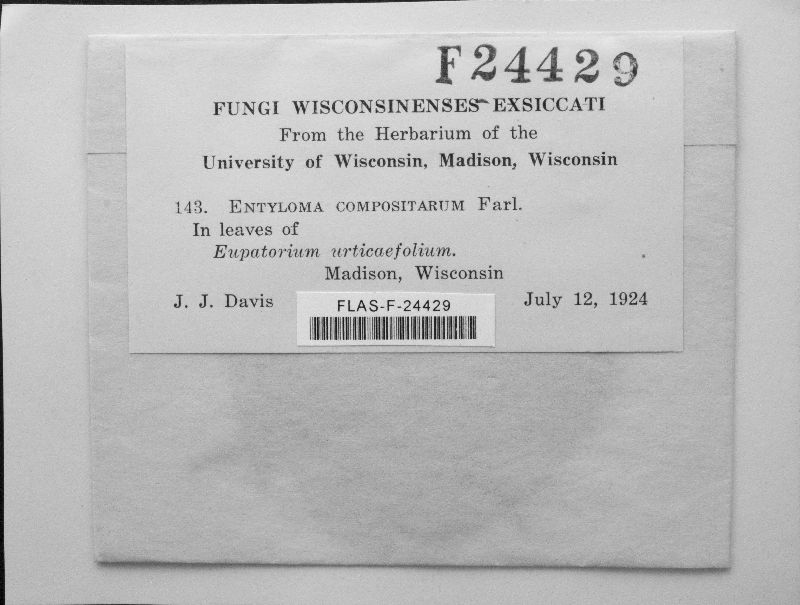 F24429
FUNGI WISCONSINENSES EXSICCATI
From the Herbarium of the
University of Wisconsin, Madison, Wisconsin
143. ENTYLOMA COMPOSITARUM Farl.
In leaves of
Eupatorium urticaefolium.
Madison, Wisconsin
J. J. Davis
July 12, 1924
FLAS-F-24429